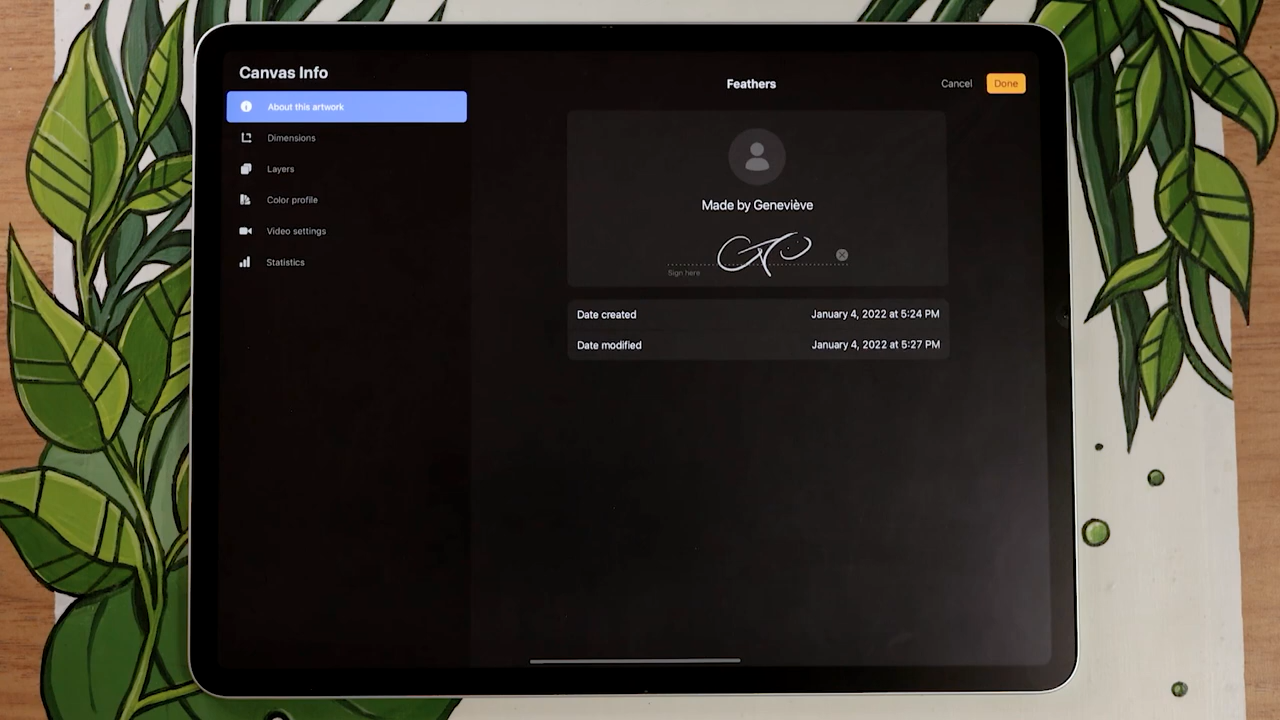 Canvas Info
About this artwork
Dimensions
Layers
Color profile
Video settings
Statistics
Feathers
Cancel
Done
Made by Geneviève
Sign here
Date created January 4, 2022 at 5:24 PM
Date modified January 4, 2022 at 5:27 PM